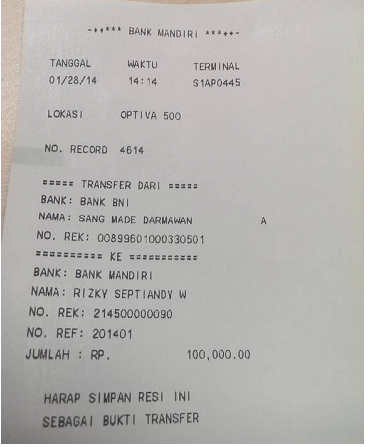 -++*** BANK MANDIRI ***++-
TANGGAL WAKTU TERMINAL
01/28/14 14:14 S1AP0445
LOKASI OPTIVA 500
NO. RECORD 4614
===== TRANSFER DARI =====
BANK: BANK BNI
NAMA: SANG MADE DARMAWAN A
NO. REK: 00899601000330501
========== KE ===========
BANK: BANK MANDIRI
NAMA: RIZKY SEPTIANDY W
NO. REK: 214500000090
NO. REF: 201401
JUMLAH : RP. 100,000.00
HARAP SIMPAN RESI INI
SEBAGAI BUKTI TRANSFER